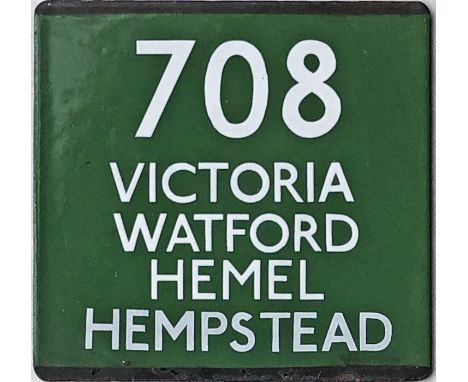 708
VICTORIA
WATFORD
HEMEL
HEMPSTEAD